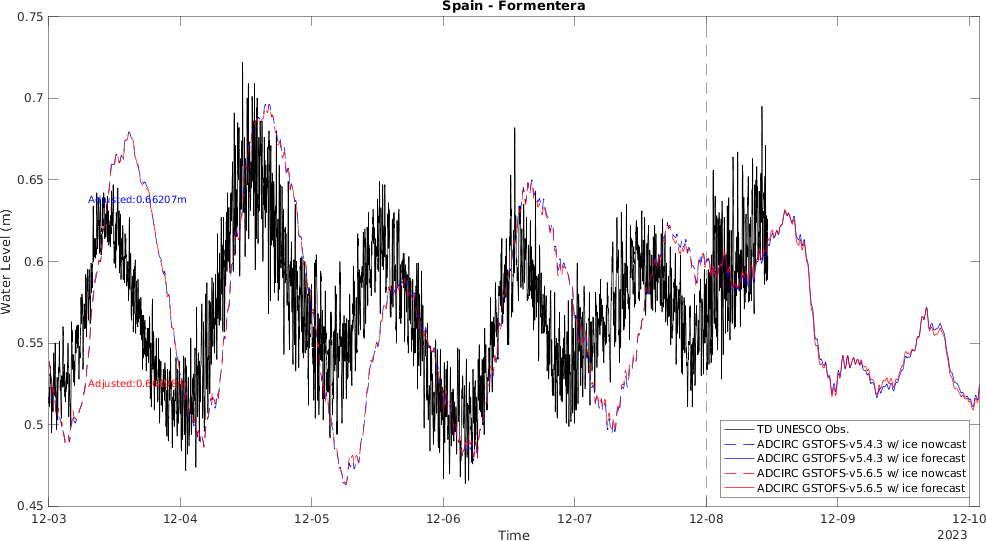 Spain - Formentera
0.75
0.7
0.65
0.6
0.55
0.5
0.45
Water Level (m)
Adjusted:0.66207m
12-03
12-04
12-05
12-06
12-07
12-08
12-09
12-10
Time
2023
TD UNESCO Obs.
ADCIRC GSTOFS-v5.4.3 w/ ice nowcast
ADCIRC GSTOFS-v5.4.3 w/ ice forecast
ADCIRC GSTOFS-v5.6.5 w/ ice nowcast
ADCIRC GSTOFS-v5.6.5 w/ ice forecast